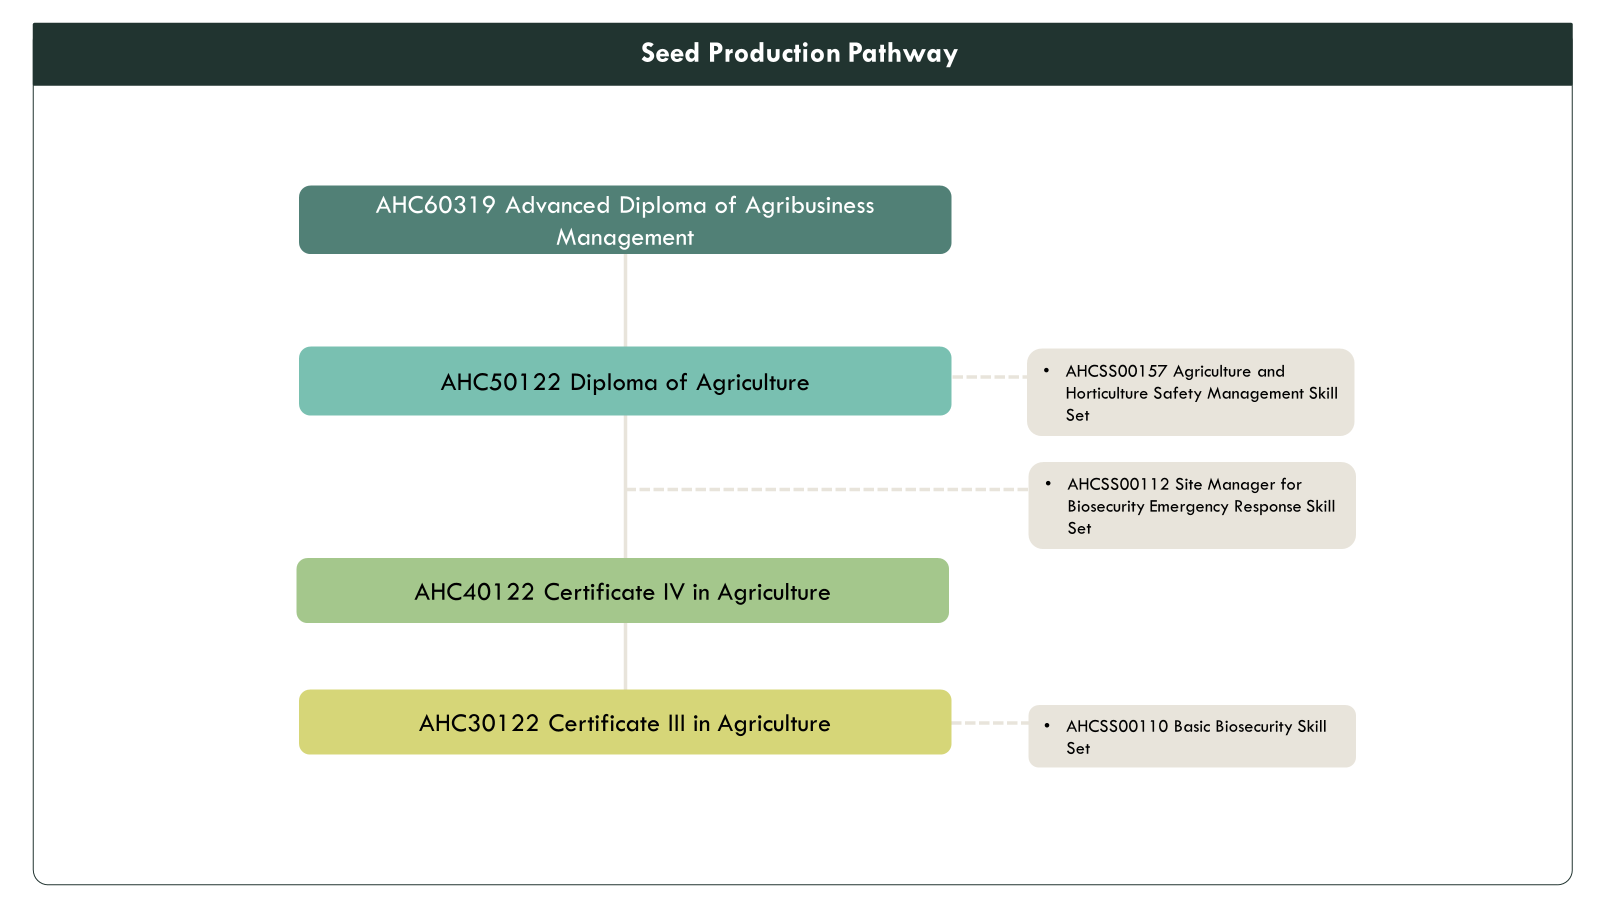 Seed Production Pathway
AHC60319 Advanced Diploma of Agribusiness
Management
AHC50122 Diploma of Agriculture
• AHCSS00157 Agriculture and
Horticulture Safety Management Skill
Set
• AHCSS00112 Site Manager for
Biosecurity Emergency Response Skill
Set
AHC40122 Certificate IV in Agriculture
AHC30122 Certificate III in Agriculture
• AHCSS00110 Basic Biosecurity Skill
Set